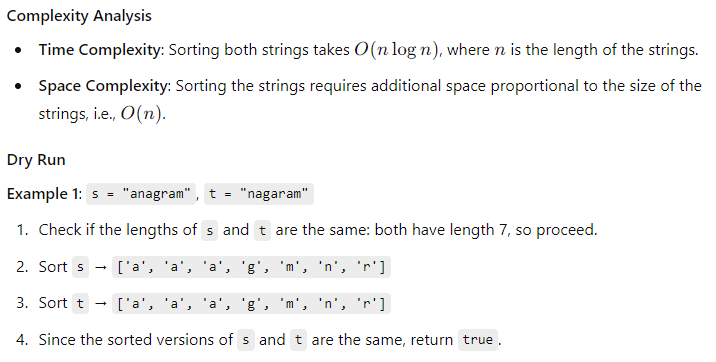 Complexity Analysis
• Time Complexity: Sorting both strings takes O(n log n), where n is the length of the strings.
• Space Complexity: Sorting the strings requires additional space proportional to the size of the
strings, i.e., O(n).
Dry Run
Example 1: s = "anagram" , t = "nagaram"
1. Check if the lengths of s and t are the same: both have length 7, so proceed.
2. Sort s → ['a', 'a', 'a', 'g', 'm', 'n', 'r']
3. Sort t → ['a', 'a', 'a', 'g', 'm', 'n', 'r']
4. Since the sorted versions of s and t are the same, return true .